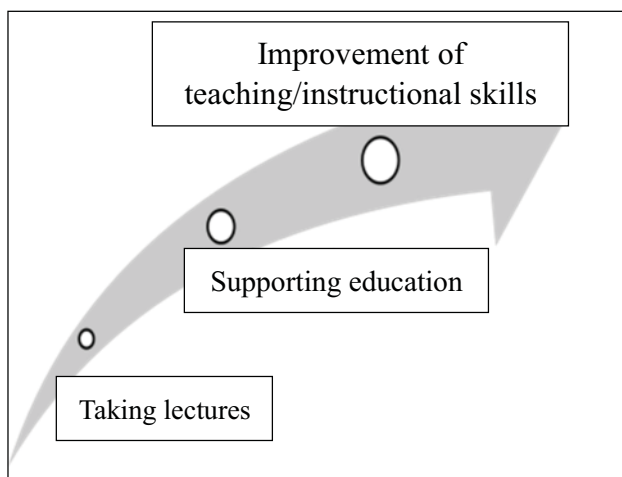 Improvement of
teaching/instructional skills
Supporting education
Taking lectures